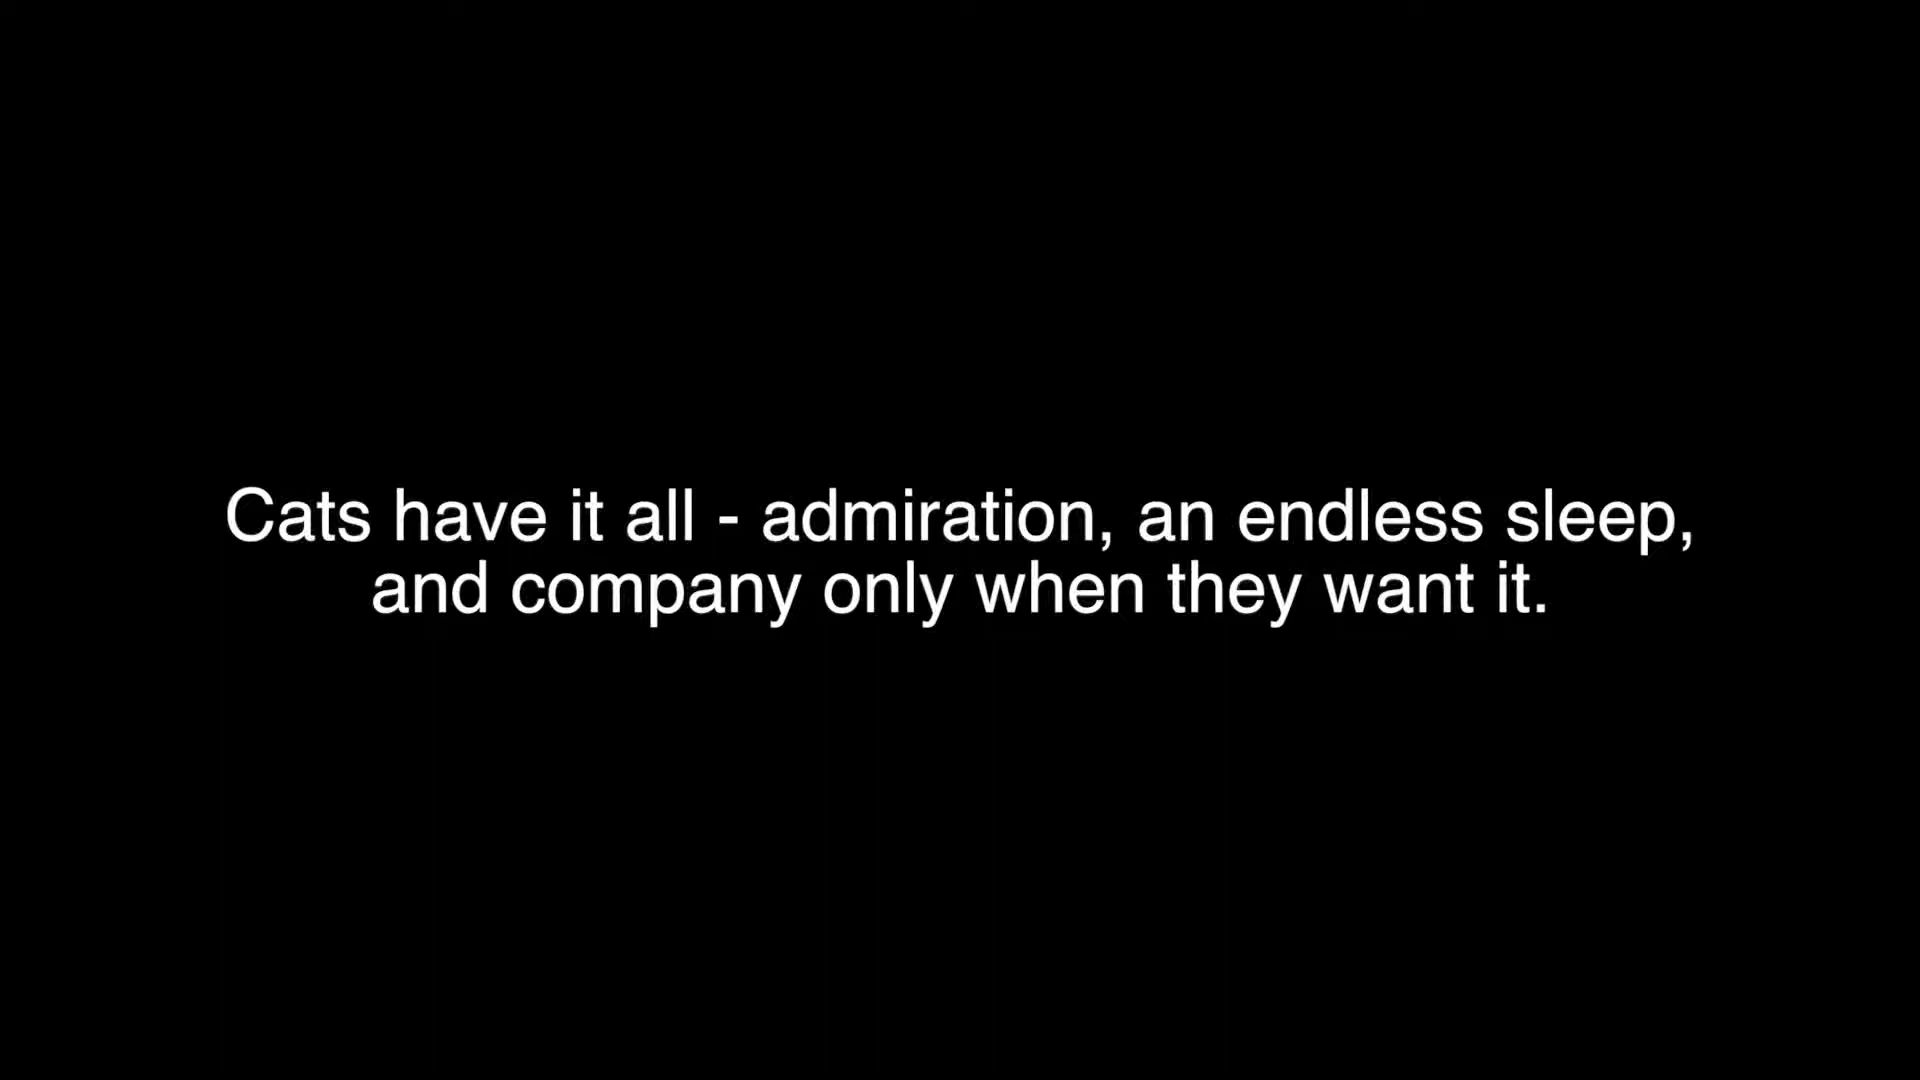 Cats have it all - admiration, an endless sleep,
and company only when they want it.